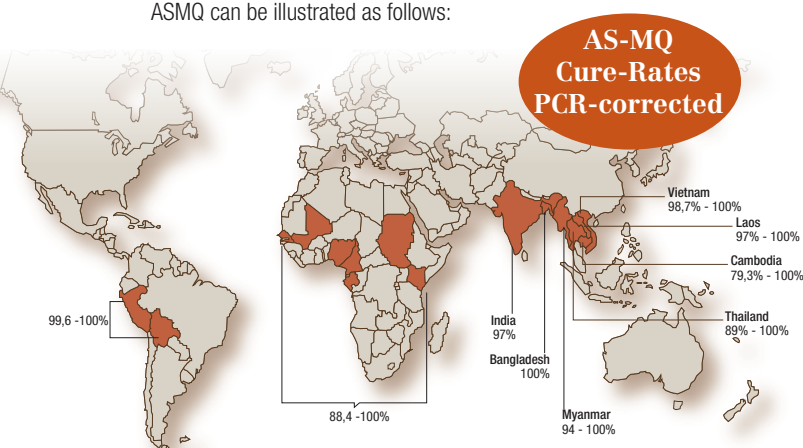 ASMQ can be illustrated as follows:
AS-MQ
Cure-Rates
PCR-corrected
Vietnam
98,7% - 100%
Laos
97% - 100%
Cambodia
79,3% - 100%
Thailand
89% - 100%
India
97%
Bangladesh
100%
Myanmar
94 - 100%
99,6 -100%
88,4 -100%